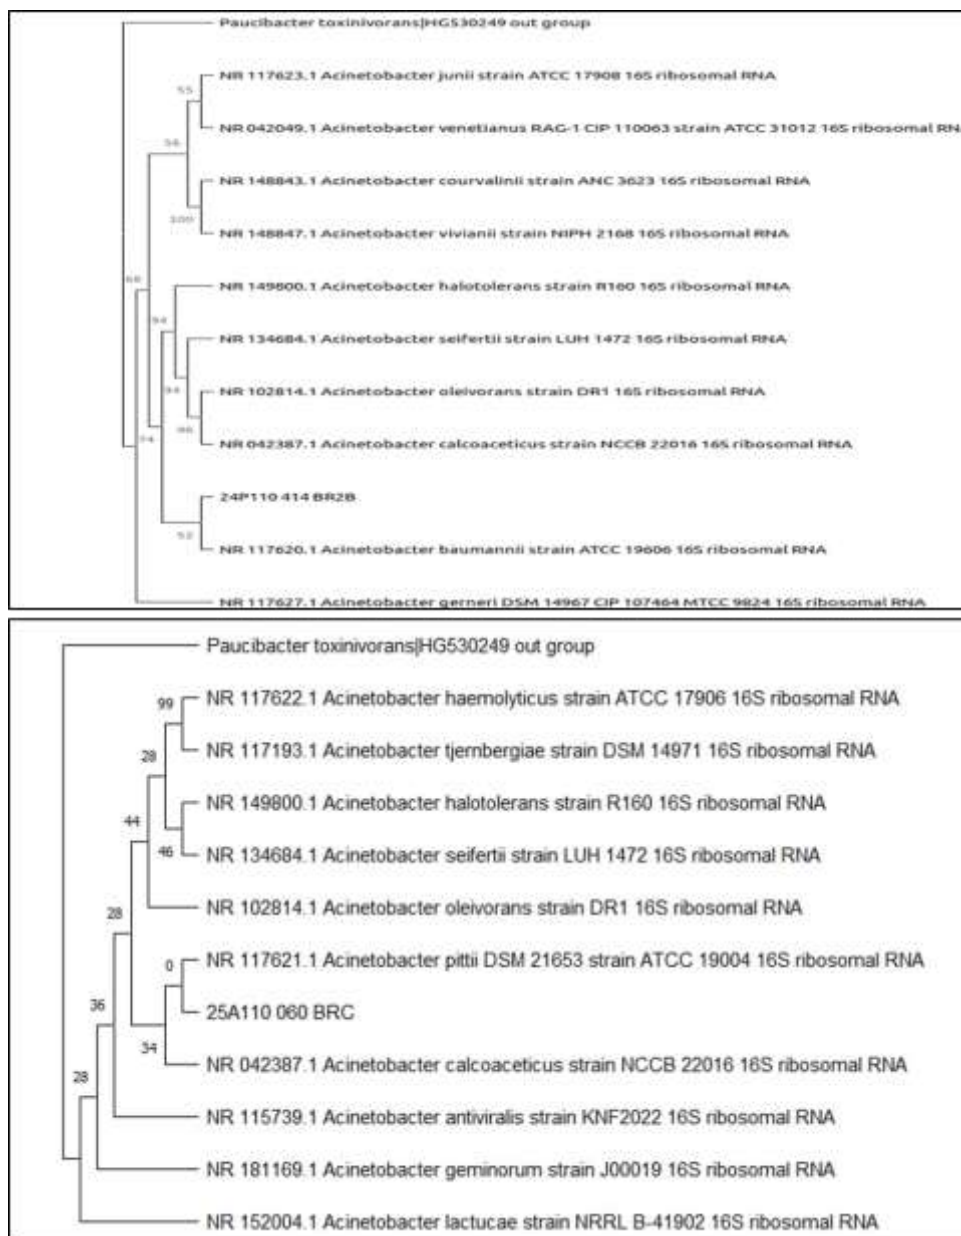 Paucibacter toxinivorans|HG530249 out group
NR 117623.1 Acinetobacter junii strain ATCC 17908 16S ribosomal RNA
55
NR 042049.1 Acinetobacter venetianus RAG-1 CIP 110063 strain ATCC 31012 16S ribosomal RN
56
NR 148843.1 Acinetobacter courvalinii strain ANC 3623 16S ribosomal RNA
100
NR 148847.1 Acinetobacter vivianii strain NIPH 2168 16S ribosomal RNA
68
NR 149800.1 Acinetobacter halotolerans strain R160 16S ribosomal RNA
94
NR 134684.1 Acinetobacter seifertii strain LUH 1472 16S ribosomal RNA
94
NR 102814.1 Acinetobacter oleivorans strain DR1 16S ribosomal RNA
74
NR 042387.1 Acinetobacter calcoaceticus strain NCCB 22016 16S ribosomal RNA
24P110 414 BR2B
52
NR 117620.1 Acinetobacter baumannii strain ATCC 19606 16S ribosomal RNA
NR 117627.1 Acinetobacter gerneri DSM 14967 CIP 107464 MTCC 9824 16S ribosomal RNA
Paucibacter toxinivorans|HG530249 out group
99
NR 117622.1 Acinetobacter haemolyticus strain ATCC 17906 16S ribosomal RNA
28
NR 117193.1 Acinetobacter tjernbergiae strain DSM 14971 16S ribosomal RNA
NR 149800.1 Acinetobacter halotolerans strain R160 16S ribosomal RNA
44
46
NR 134684.1 Acinetobacter seifertii strain LUH 1472 16S ribosomal RNA
28
NR 102814.1 Acinetobacter oleivorans strain DR1 16S ribosomal RNA
0
NR 117621.1 Acinetobacter pittii DSM 21653 strain ATCC 19004 16S ribosomal RNA
36
25A110 060 BRC
34
NR 042387.1 Acinetobacter calcoaceticus strain NCCB 22016 16S ribosomal RNA
28
NR 115739.1 Acinetobacter antiviralis strain KNF2022 16S ribosomal RNA
NR 181169.1 Acinetobacter geminorum strain J00019 16S ribosomal RNA
NR 152004.1 Acinetobacter lactucae strain NRRL B-41902 16S ribosomal RNA